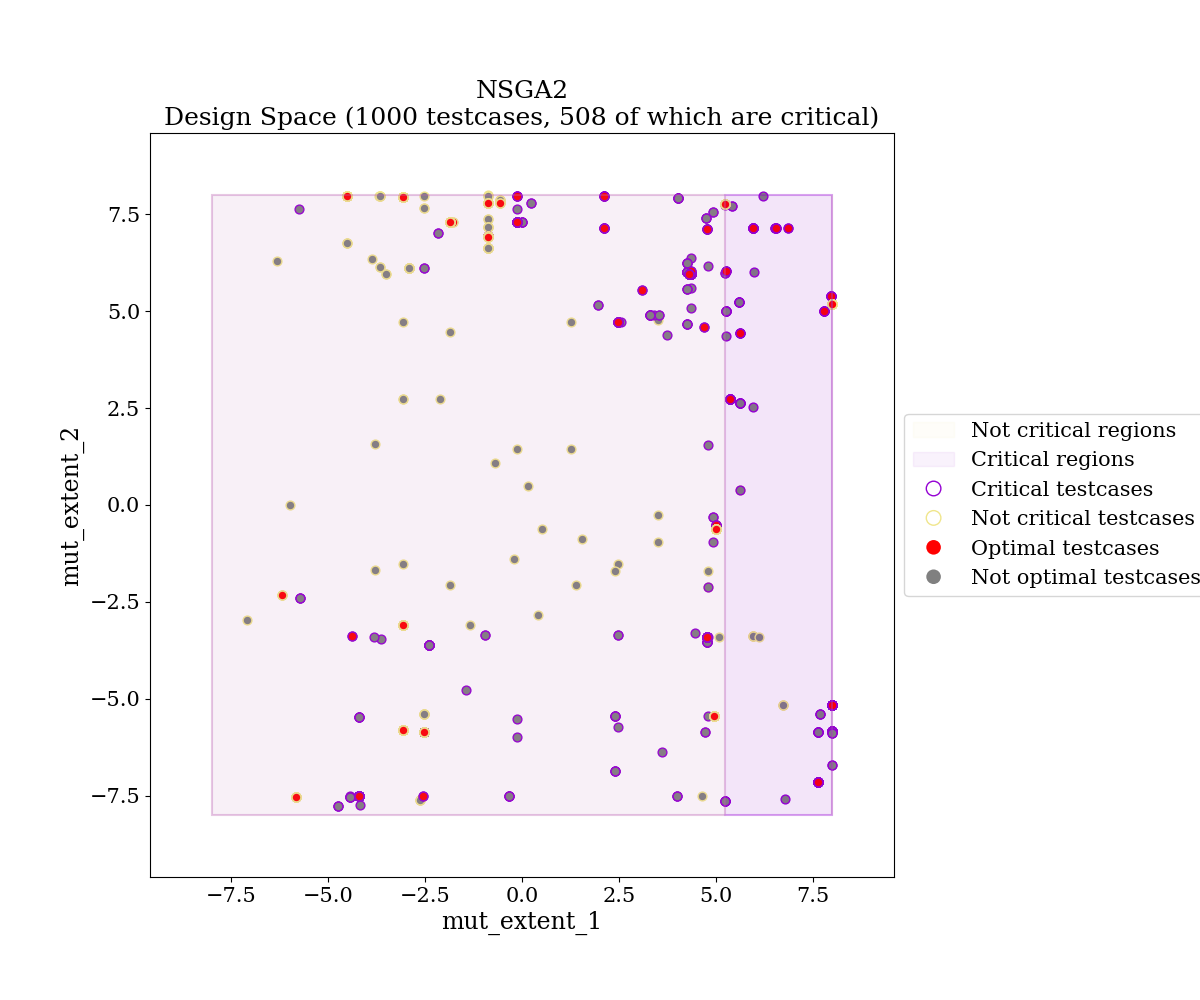 NSGA2
Design Space (1000 testcases, 508 of which are critical)
mut_extent_2
7.5
5.0
2.5
0.0
−2.5
−5.0
−7.5
−7.5
−5.0
−2.5
0.0
2.5
5.0
7.5
mut_extent_1
Not critical regions
Critical regions
Critical testcases
Not critical testcases
Optimal testcases
Not optimal testcases